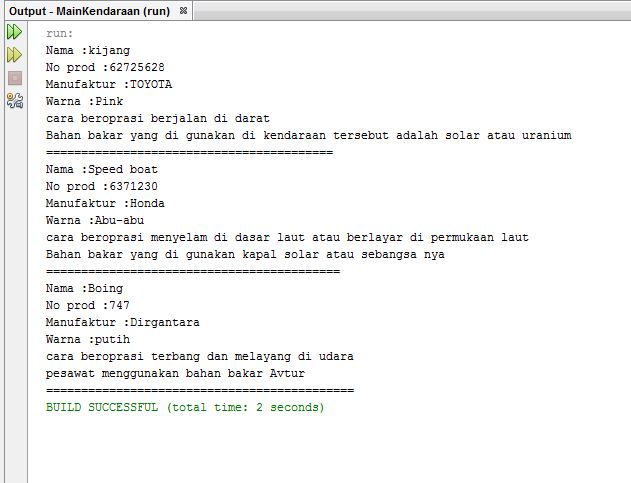 Output - MainKendaraan (run)
run:
Nama :kijang
No prod :62725628
Manufaktur :TOYOTA
Warna :Pink
cara beroprasi berjalan di darat
Bahan bakar yang di gunakan di kendaraan tersebut adalah solar atau uranium
=========================================
Nama :Speed boat
No prod :6371230
Manufaktur :Honda
Warna :Abu-abu
cara beroprasi menyelam di dasar laut atau berlayar di permukaan laut
Bahan bakar yang di gunakan kapal solar atau sebangsa nya
==========================================
Nama :Boing
No prod :747
Manufaktur :Dirgantara
Warna :putih
cara beroprasi terbang dan melayang di udara
pesawat menggunakan bahan bakar Avtur
============================================
BUILD SUCCESSFUL (total time: 2 seconds)